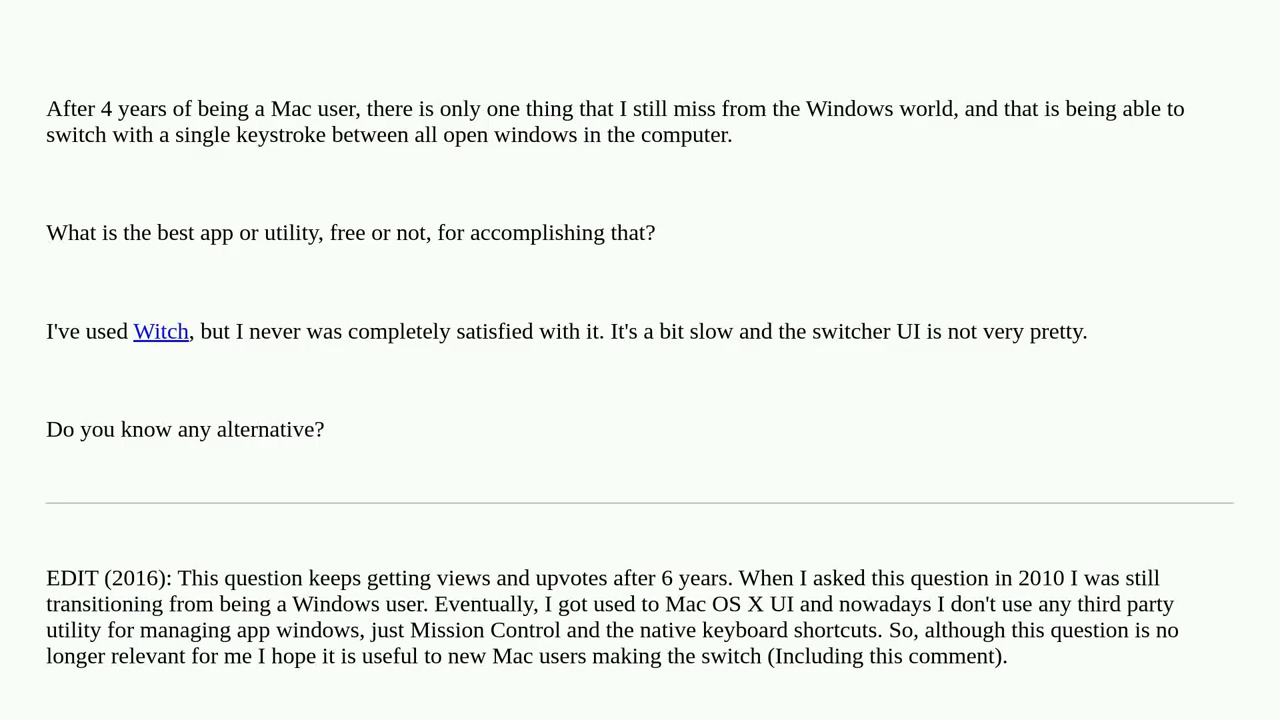 After 4 years of being a Mac user, there is only one thing that I still miss from the Windows world, and that is being able to
switch with a single keystroke between all open windows in the computer.
What is the best app or utility, free or not, for accomplishing that?
I've used Witch, but I never was completely satisfied with it. It's a bit slow and the switcher UI is not very pretty.
Do you know any alternative?
EDIT (2016): This question keeps getting views and upvotes after 6 years. When I asked this question in 2010 I was still
transitioning from being a Windows user. Eventually, I got used to Mac OS X UI and nowadays I don't use any third party
utility for managing app windows, just Mission Control and the native keyboard shortcuts. So, although this question is no
longer relevant for me I hope it is useful to new Mac users making the switch (Including this comment).